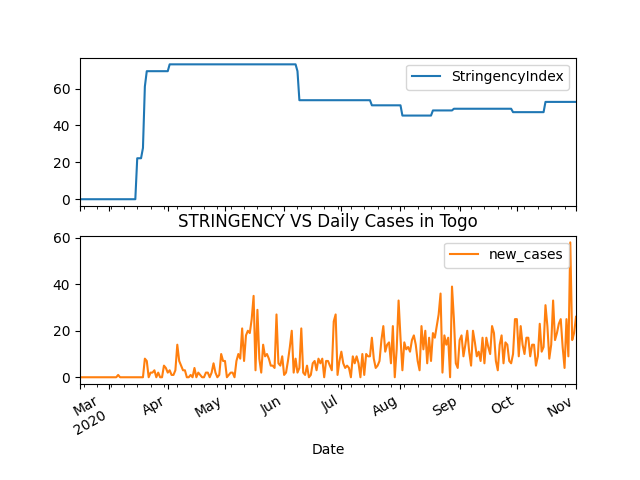 StringencyIndex
60
40
20
0
STRINGENCY VS Daily Cases in Togo
new_cases
60
40
20
0
Mar
2020
Apr
May
Jun
Jul
Aug
Sep
Oct
Nov
Date